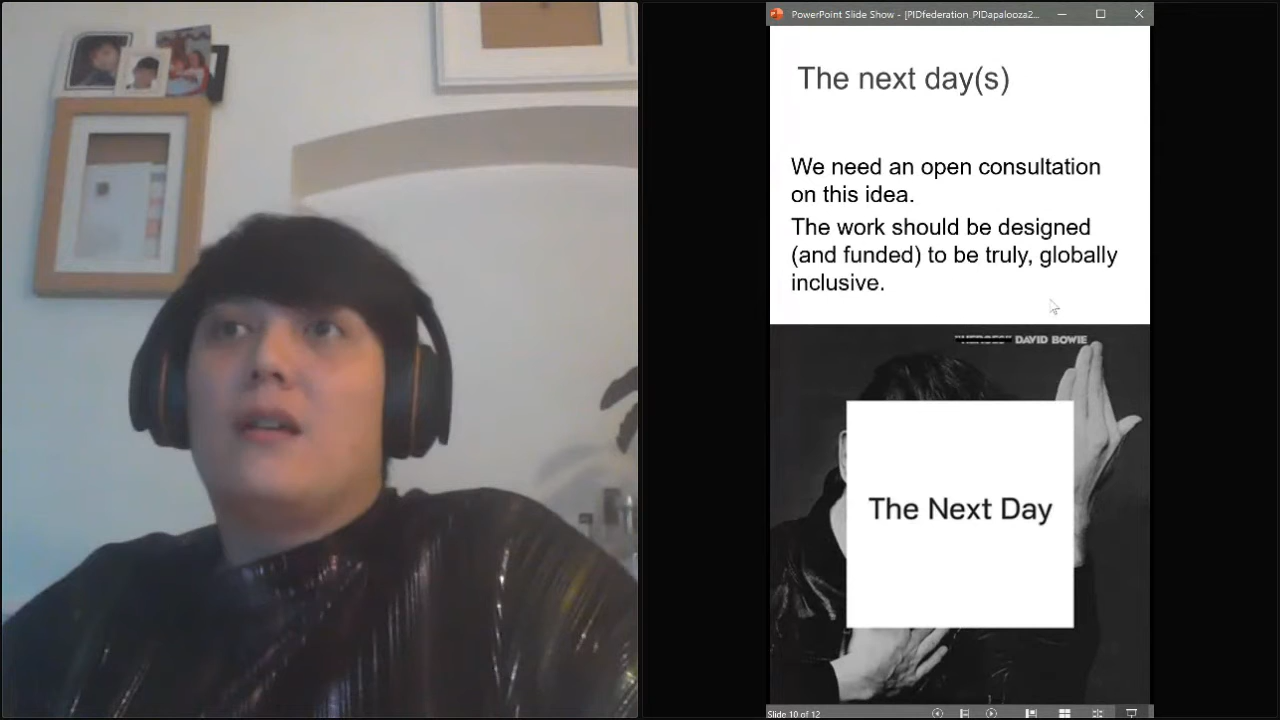 PowerPoint Slide Show - [PIDfederation_PIDapalooza2...
The next day(s)
We need an open consultation
on this idea.
The work should be designed
(and funded) to be truly, globally
inclusive.
"HEROES" DAVID BOWIE
The Next Day
Slide 10 of 12